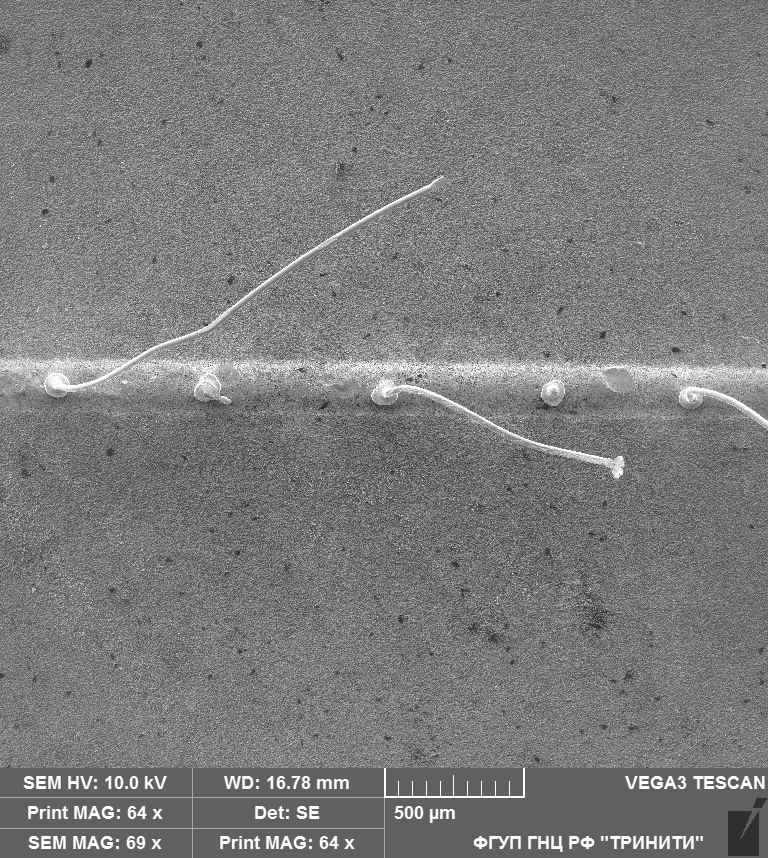 SEM HV: 10.0 kV WD: 16.78 mm VEGA3 TESCAN
Print MAG: 64 x Det: SE 500 µm
SEM MAG: 69 x Print MAG: 64 x ФГУП ГНЦ РФ "ТРИНИТИ"